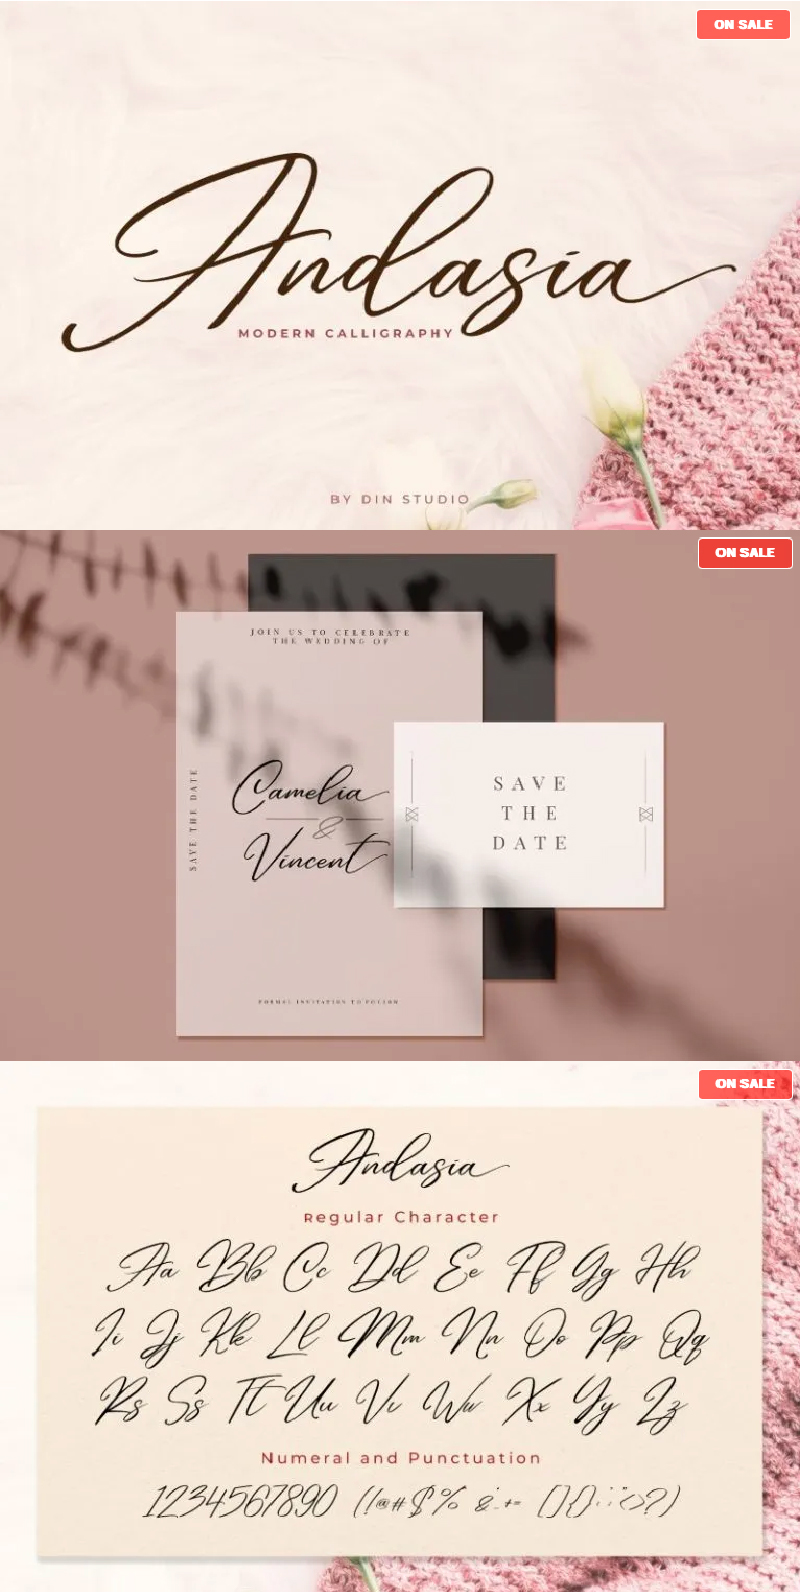 ON SALE
Andasia
MODERN CALLIGRAPHY
BY DIN STUDIO
ON SALE
JOIN US TO CELEBRATE
THE WEDDING OF
SAVE THE DATE
Camelia
&
Vincent
SAVE
THE
DATE
FORMAL INVITATION TO FOLLOW
ON SALE
Andasia
Regular Character
Aa Bb Cc Dd Ee Ff Gg Hh
Ii Jj Kk Ll Mm Nn Oo Pp Qq
Rs Ss Tt Uu Vv Ww Xx Yy Zz
Numeral and Punctuation
1234567890 (!@#$%